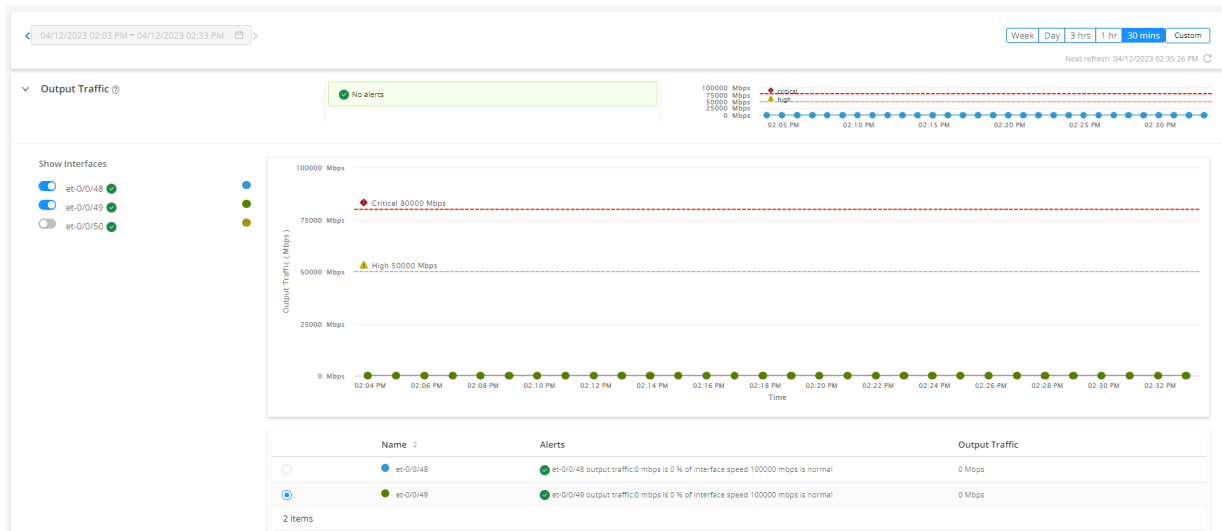 04/12/2023 02:03 PM ~ 04/12/2023 02:33 PM
Week Day 3 hrs 1 hr 30 mins Custom
Next refresh: 04/12/2023 02:35:26 PM
Output Traffic
No alerts
100000 Mbps
75000 Mbps
50000 Mbps
25000 Mbps
0 Mbps
critical
high
02:05 PM 02:10 PM 02:15 PM 02:20 PM 02:25 PM 02:30 PM
Show Interfaces
et-0/0/48
et-0/0/49
et-0/0/50
Output Traffic (Mbps)
100000 Mbps
Critical 80000 Mbps
75000 Mbps
High 50000 Mbps
50000 Mbps
25000 Mbps
0 Mbps
02:04 PM 02:06 PM 02:08 PM 02:10 PM 02:12 PM 02:14 PM 02:16 PM 02:18 PM 02:20 PM 02:22 PM 02:24 PM 02:26 PM 02:28 PM 02:30 PM 02:32 PM
Time
Name Alerts Output Traffic
et-0/0/48 et-0/0/48 output traffic:0 mbps is 0 % of interface speed 100000 mbps is normal 0 Mbps
et-0/0/49 et-0/0/49 output traffic:0 mbps is 0 % of interface speed 100000 mbps is normal 0 Mbps
2 items